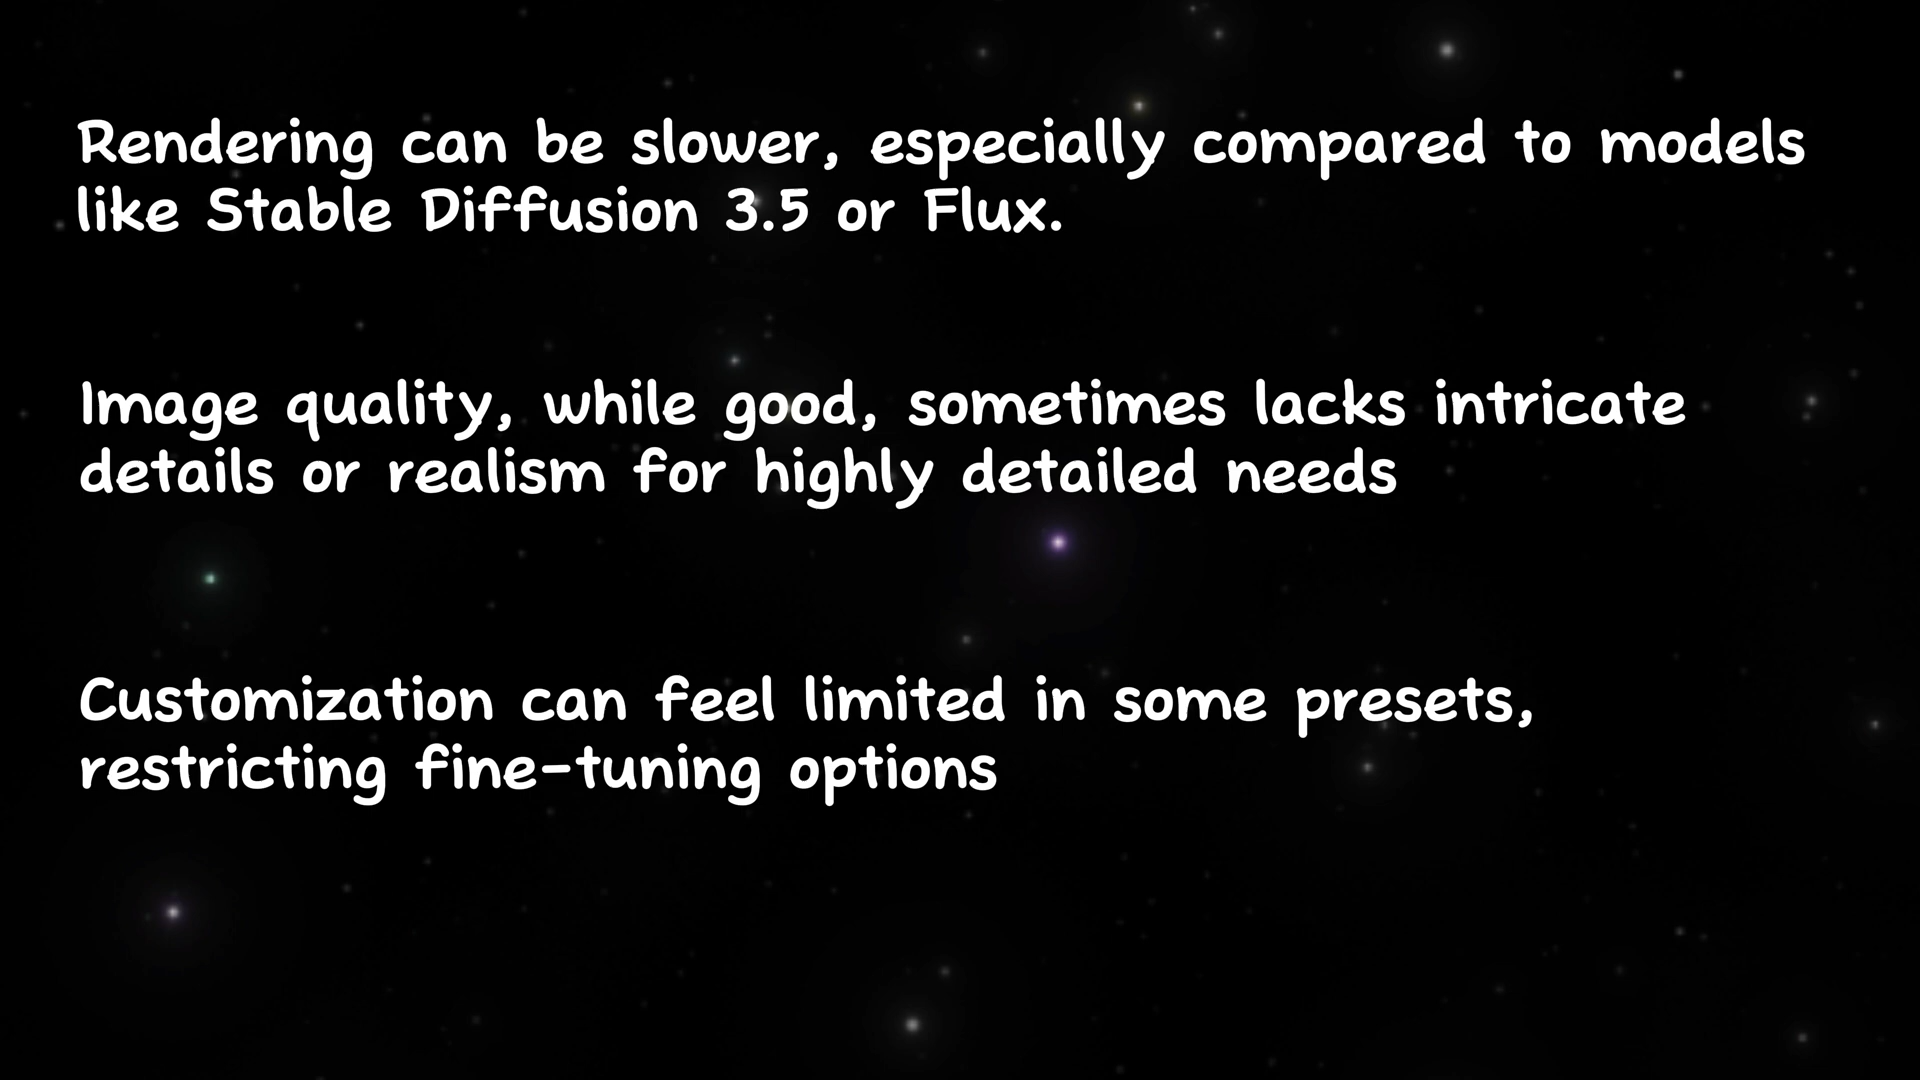 Rendering can be slower, especially compared to models
like Stable Diffusion 3.5 or Flux.
Image quality, while good, sometimes lacks intricate
details or realism for highly detailed needs
Customization can feel limited in some presets,
restricting fine-tuning options